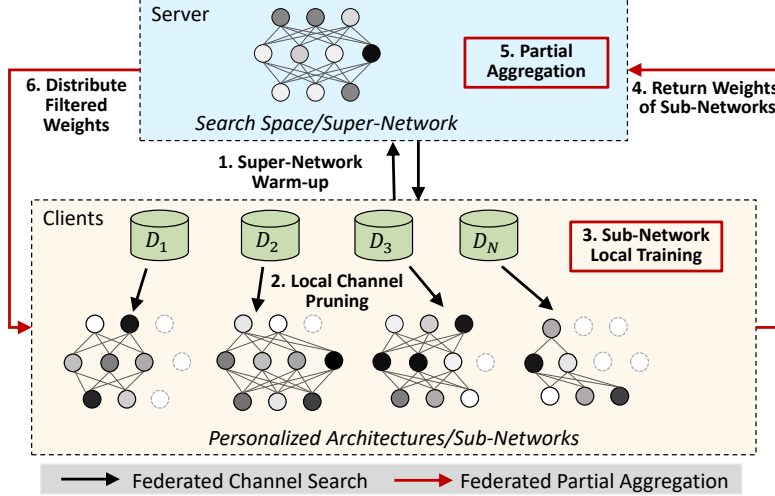 Server
5. Partial
Aggregation
6. Distribute
Filtered
Weights
4. Return Weights
of Sub-Networks
Search Space/Super-Network
1. Super-Network
Warm-up
Clients
D1
D2
D3
DN
3. Sub-Network
Local Training
2. Local Channel
Pruning
Personalized Architectures/Sub-Networks
Federated Channel Search
Federated Partial Aggregation